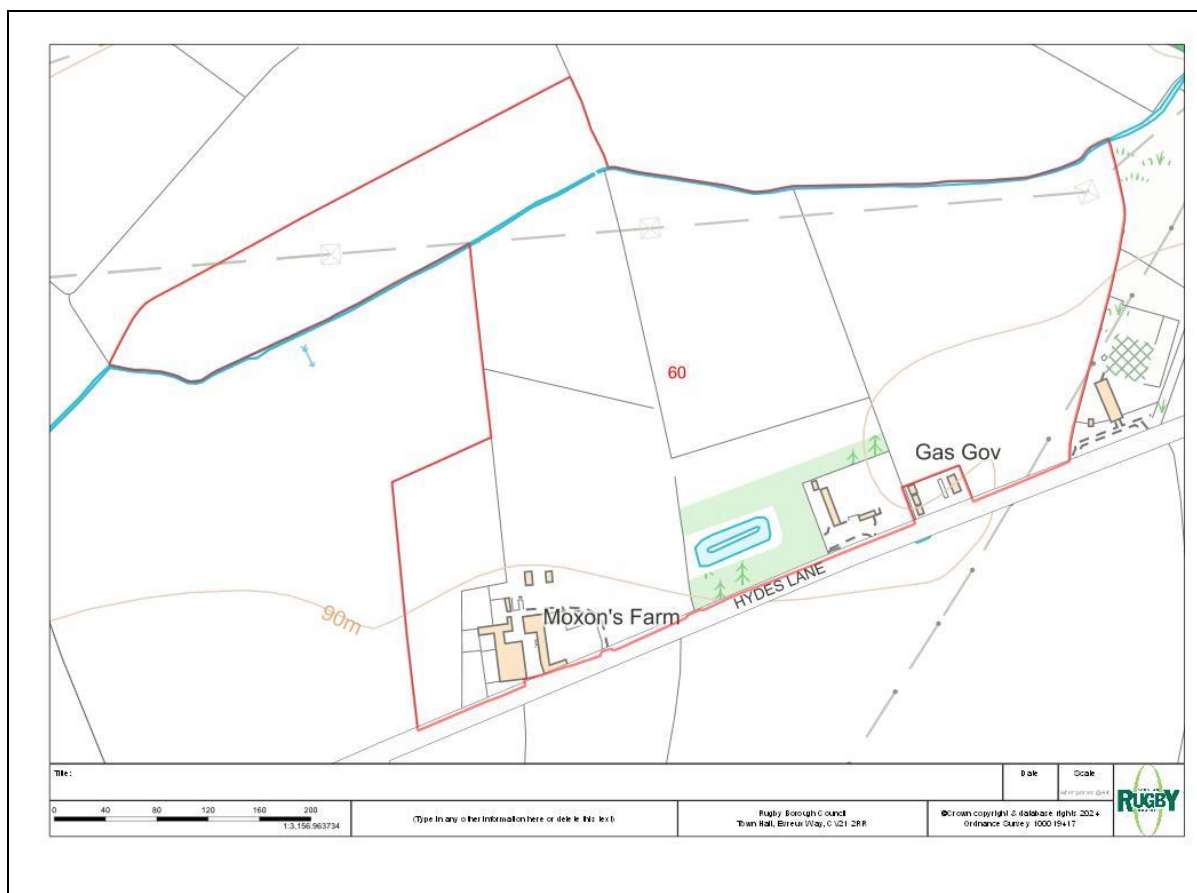 60
Gas Gov
HYDES LANE
Moxon's Farm
90m
Title:
Date
Scale
0 40 80 120 160 200
1:3,156.963734
(Type in any other information here or delete this text)
Rugby Borough Council
Town Hall, Evreux Way, CV21 2RR
©Crown copyright & database rights 2024
Ordnance Survey 100019417
RUGBY